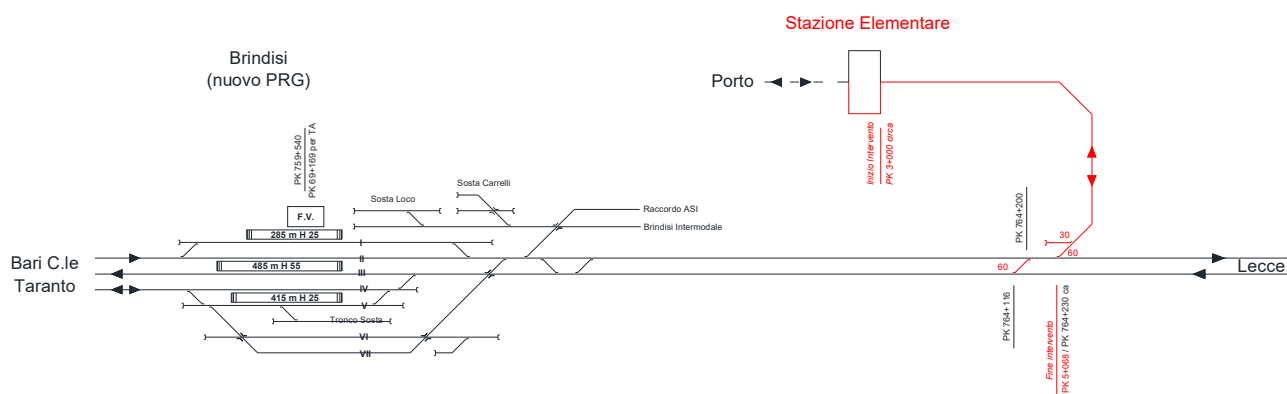 Stazione Elementare
Brindisi
(nuovo PRG)
Porto
PK 759+540
PK 69+169 per TA
Inizio Intervento
PK 3+000 circa
Sosta Carrelli
Sosta Loco
F.V.
Raccordo ASI
Brindisi Intermodale
PK 764+200
285 m H 25
I
30
60
Bari C.le
II
485 m H 55
III
60
Lecce
Taranto
IV
415 m H 25
V
Tronco Sosta
VI
VII
PK 764+116
Fine intervento
PK 5+068 / PK 764+230 ca